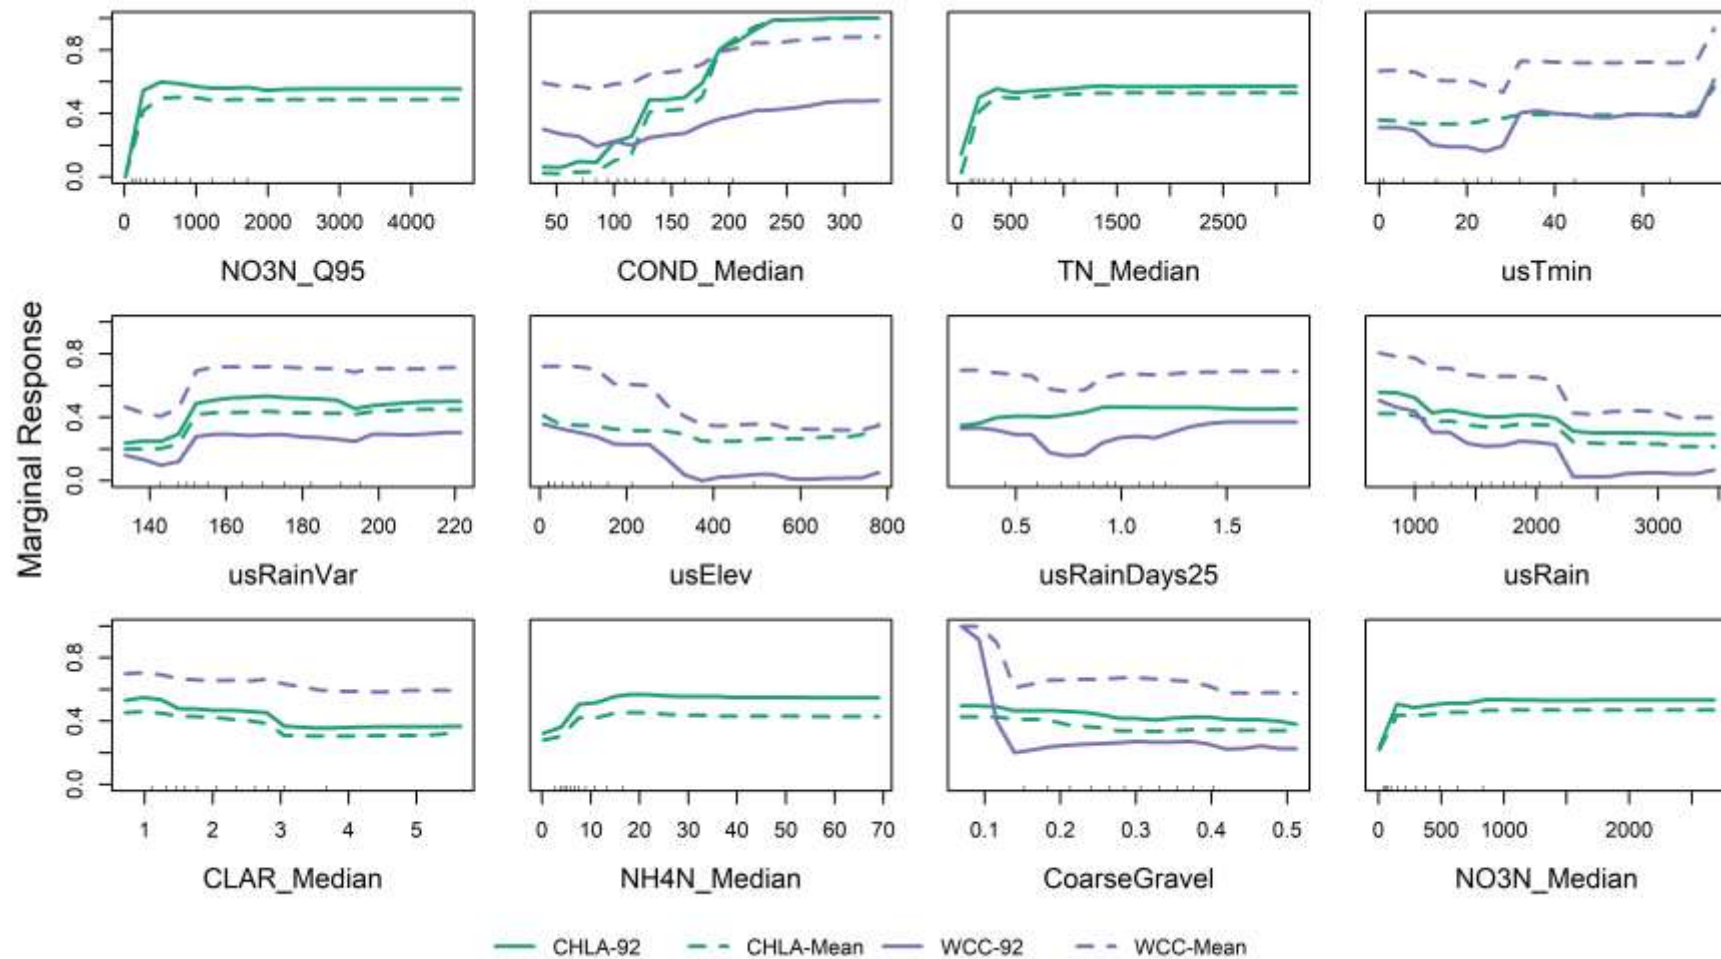 0.8
0.4
0.0
0 1000 2000 3000 4000
50 100 150 200 250 300
0 500 1500 2500
0 20 40 60
NO3N_Q95
COND_Median
TN_Median
usTmin
Marginal Response
0.8
0.4
0.0
140 160 180 200 220
0 200 400 600 800
0.5 1.0 1.5
1000 2000 3000
usRainVar
usElev
usRainDays25
usRain
0.8
0.4
0.0
1 2 3 4 5
0 10 20 30 40 50 60 70
0.1 0.2 0.3 0.4 0.5
0 500 1000 2000
CLAR_Median
NH4N_Median
CoarseGravel
NO3N_Median
CHLA-92 CHLA-Mean WCC-92 WCC-Mean